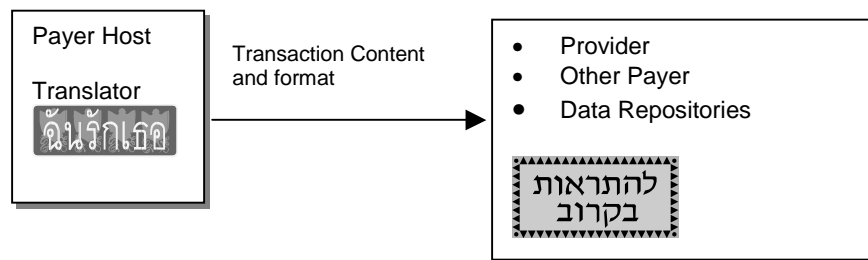 Payer Host
Translator
ฉันรักเธอ
Transaction Content
and format
• Provider
• Other Payer
• Data Repositories
להתראות
בקרוב